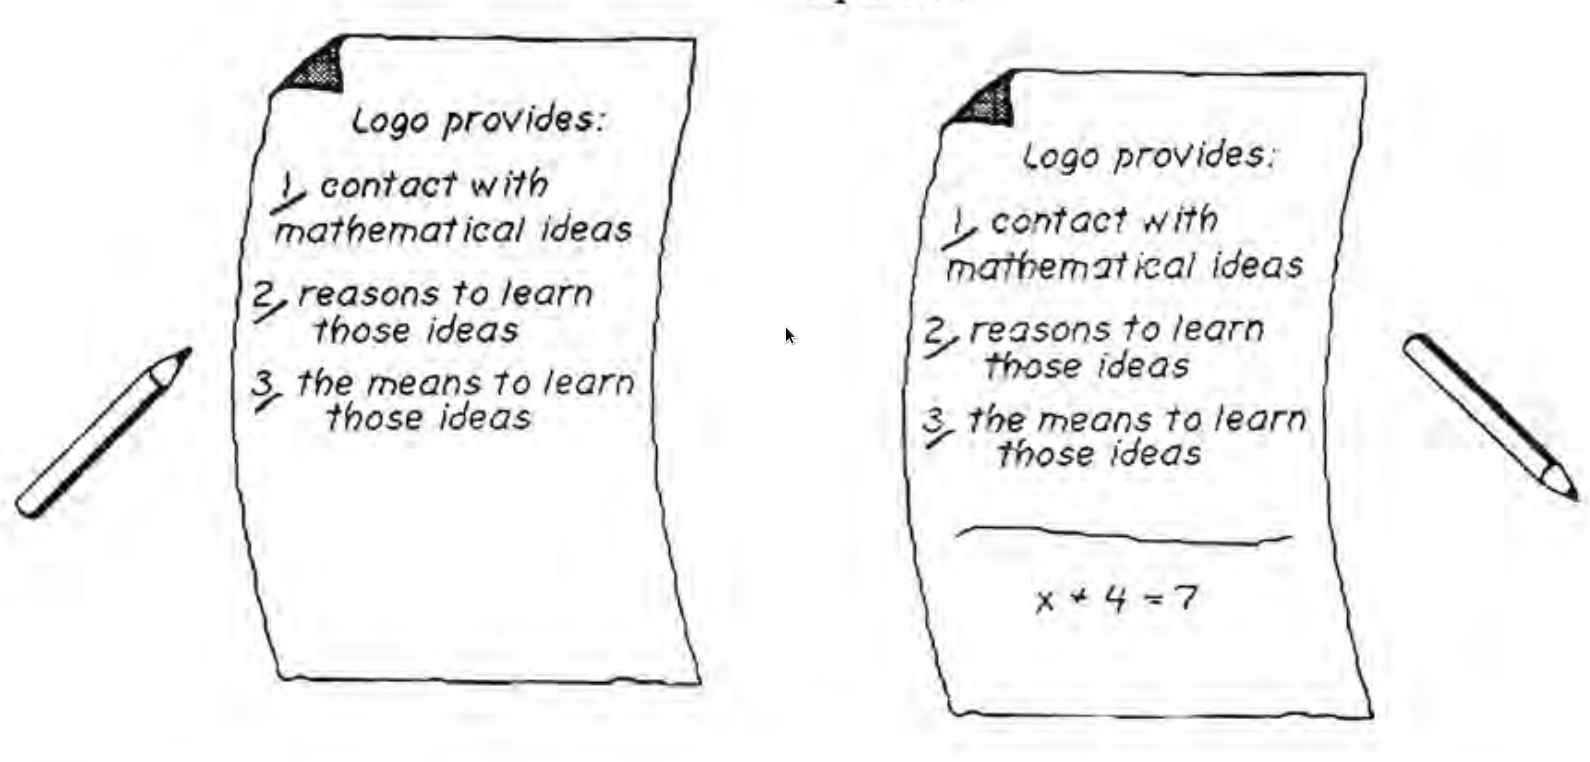 Logo provides:
1, contact with
mathematical ideas
2, reasons to learn
those ideas
3, the means to learn
those ideas
Logo provides:
1, contact with
mathematical ideas
2, reasons to learn
those ideas
3, the means to learn
those ideas
x + 4 = 7